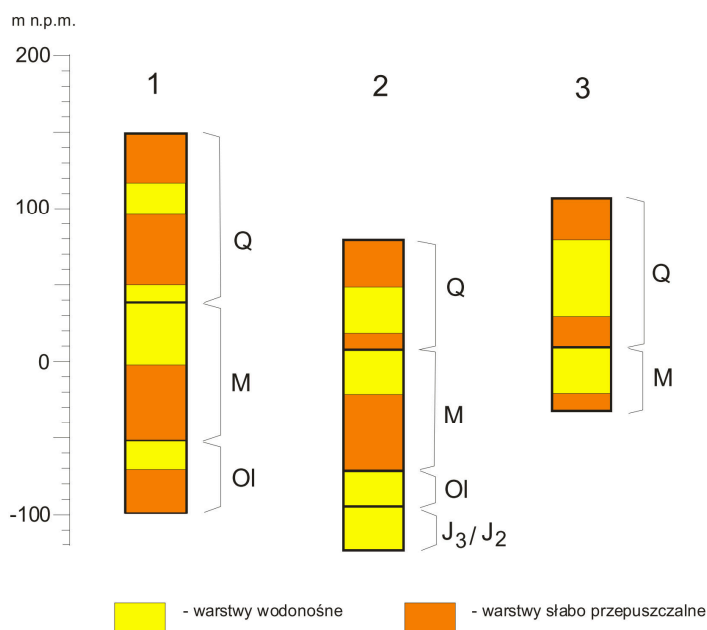 m n.p.m.
200
1
2
3
100
Q
Q
Q
0
M
M
M
Ol
Ol
-100
J3/J2
- warstwy wodonośne
- warstwy słabo przepuszczalne